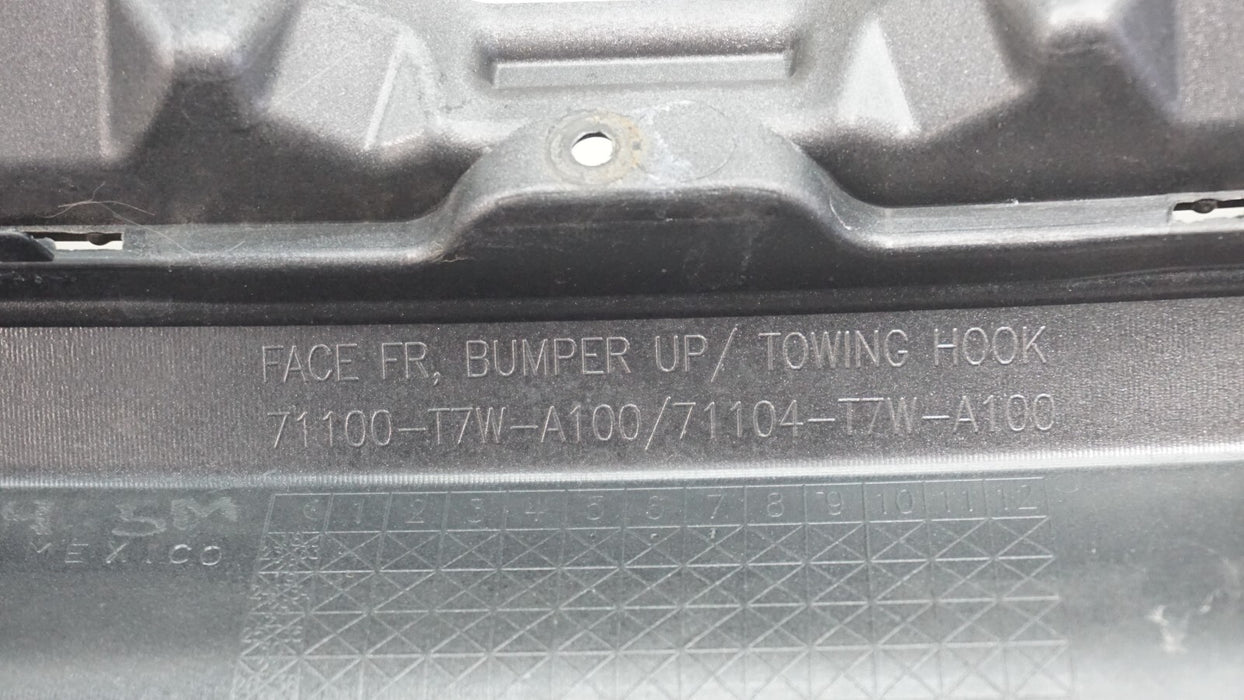 FACE FR, BUMPER UP/ TOWING HOOK
71100-T7W-A100/71104-T7W-A100
1 2 3 4 5 6 7 8 9 10 11 12
SM
MEXICO